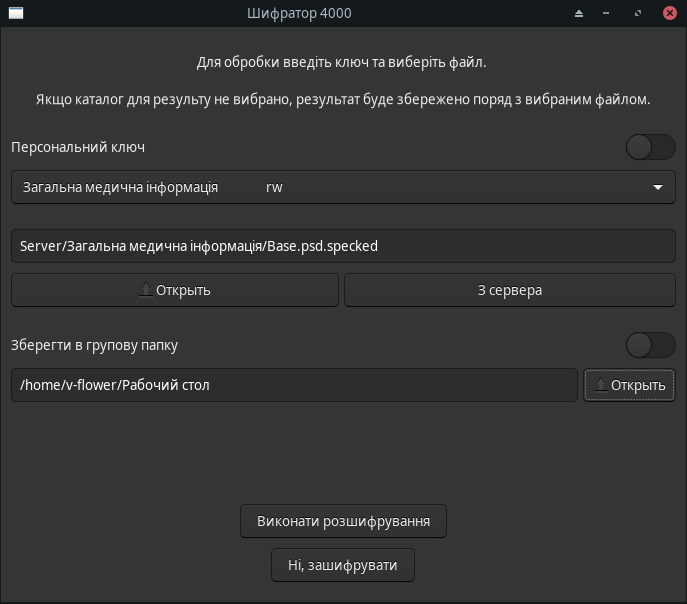 Шифратор 4000
Для обробки введіть ключ та виберіть файл.
Якщо каталог для результу не вибрано, результат буде збережено поряд з вибраним файлом.
Персональний ключ
Загальна медична інформація rw
Server/Загальна медична інформація/Base.psd.specked
Открыть
З сервера
Зберегти в групову папку
/home/v-flower/Рабочий стол
Открыть
Виконати розшифрування
Ні, зашифрувати